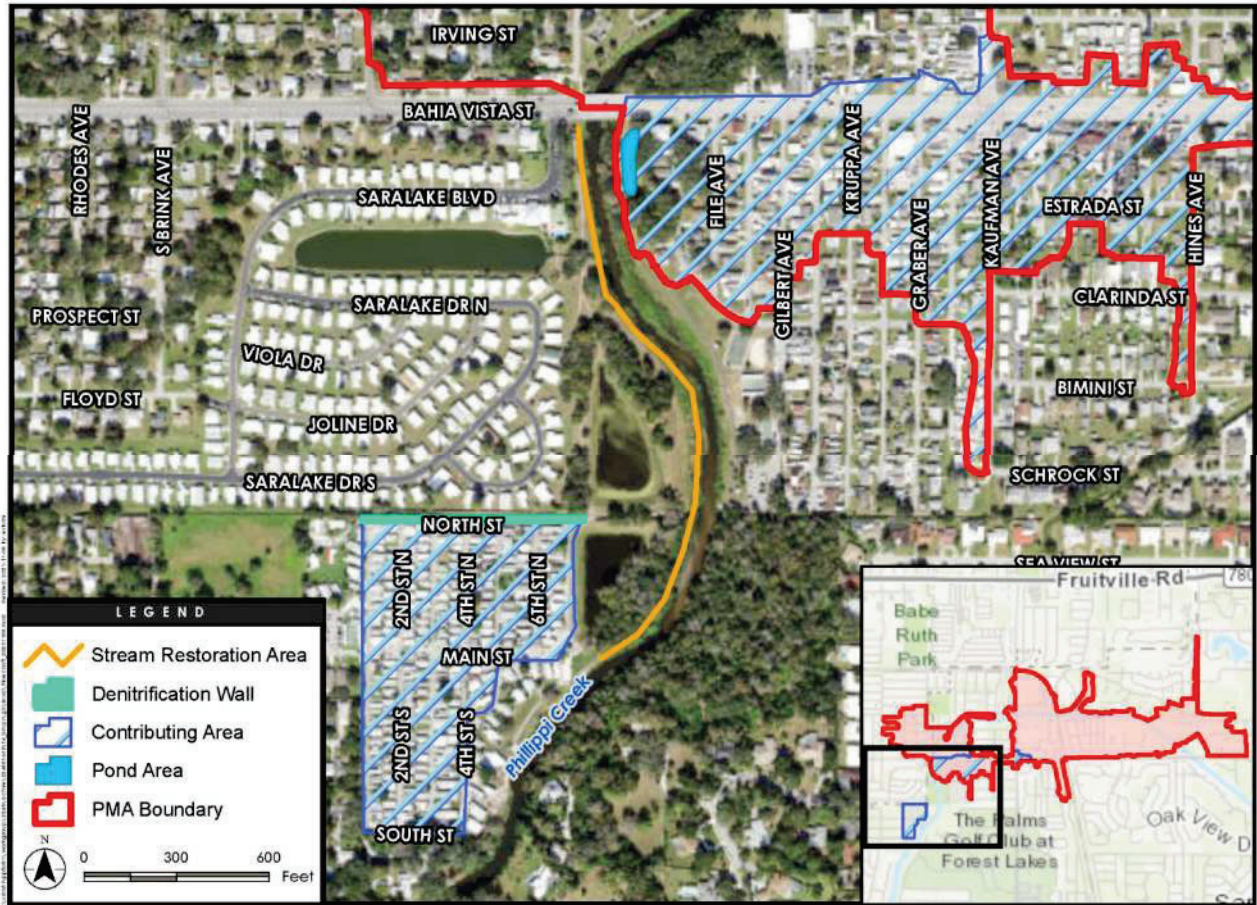 IRVING ST
BAHIA VISTA ST
RHODES AVE
S BRINK AVE
SARALAKE BLVD
FILE AVE
KRUPPA AVE
KAUFMAN AVE
ESTRADA ST
HINES AVE
GRABER AVE
GILBERT AVE
SARALAKE DR N
CLARINDA ST
PROSPECT ST
VIOLA DR
FLOYD ST
BIMINI ST
JOLINE DR
SARALAKE DR S
SCHROCK ST
NORTH ST
SEA VIEW ST
2ND ST N
4TH ST N
6TH ST N
MAIN ST
2ND ST S
4TH ST S
Phillippi Creek
SOUTH ST
LEGEND
Stream Restoration Area
Denitrification Wall
Contributing Area
Pond Area
PMA Boundary
N
0 300 600
Feet
Fruitville Rd
780
Babe
Ruth
Park
The Palms
Golf Club at
Forest Lakes
Oak View D
Sar